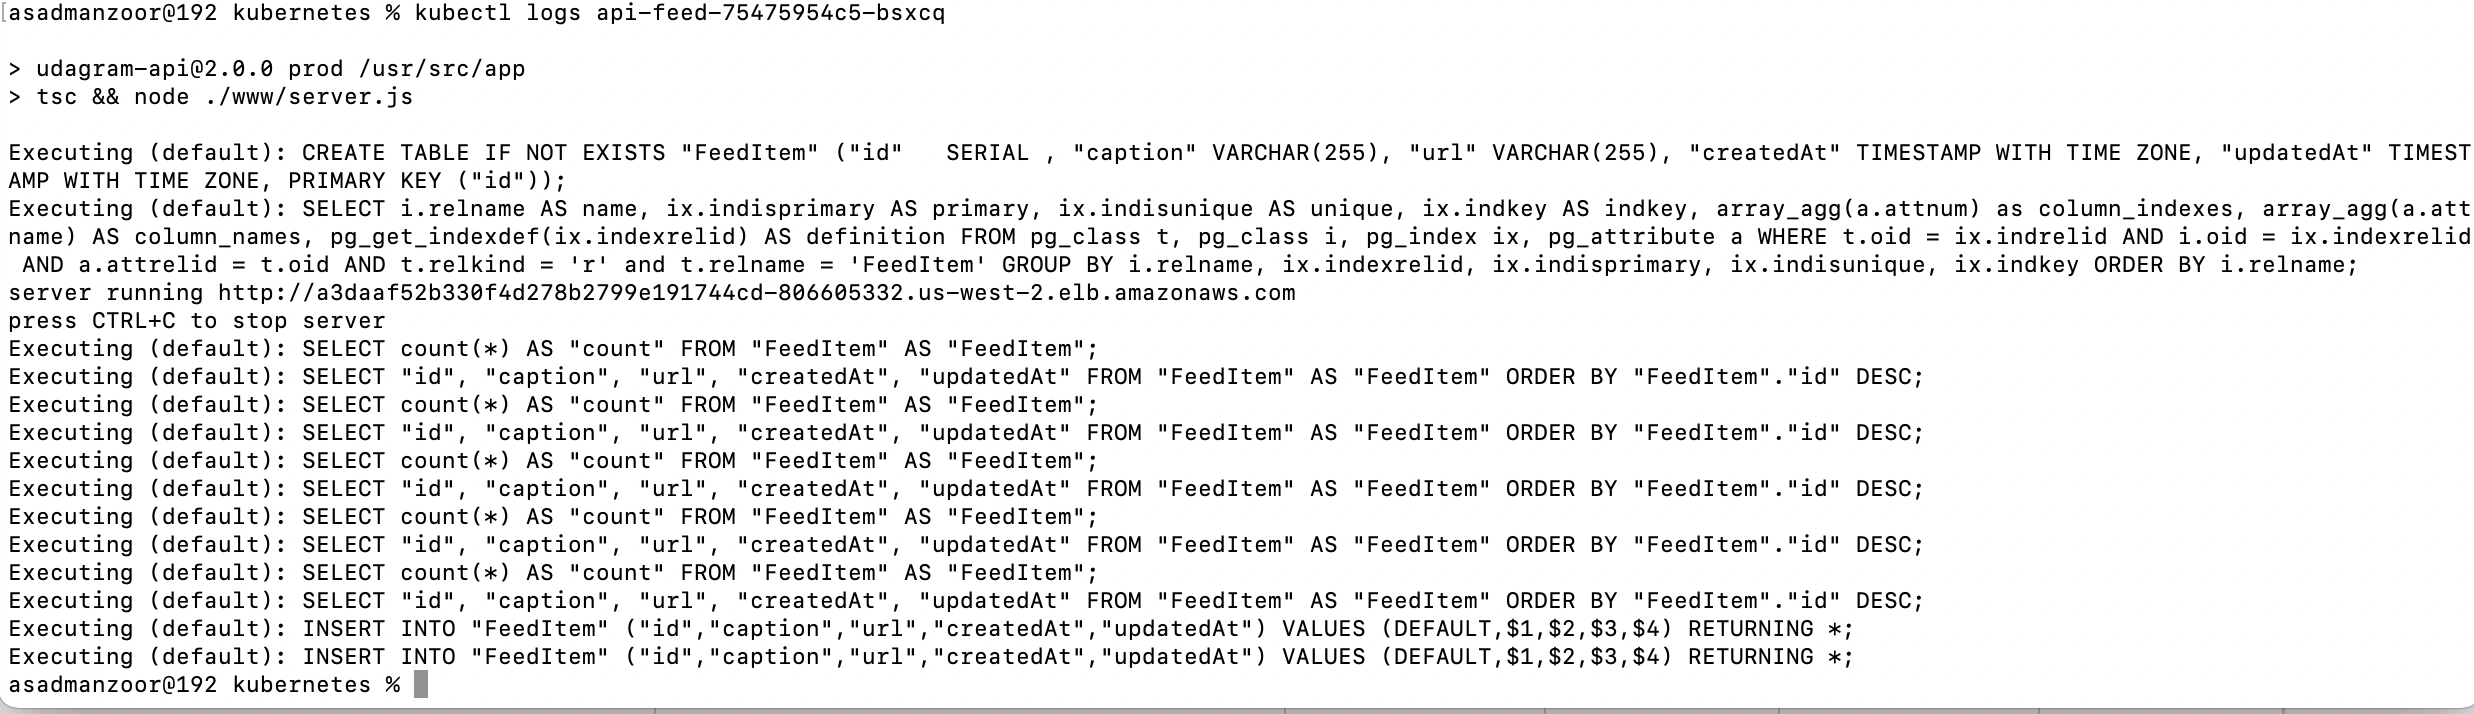 [asadmanzoor@192 kubernetes % kubectl logs api-feed-75475954c5-bsxcq
> udagram-api@2.0.0 prod /usr/src/app
> tsc && node ./www/server.js
Executing (default): CREATE TABLE IF NOT EXISTS "FeedItem" ("id"   SERIAL , "caption" VARCHAR(255), "url" VARCHAR(255), "createdAt" TIMESTAMP WITH TIME ZONE, "updatedAt" TIMEST
AMP WITH TIME ZONE, PRIMARY KEY ("id"));
Executing (default): SELECT i.relname AS name, ix.indisprimary AS primary, ix.indisunique AS unique, ix.indkey AS indkey, array_agg(a.attnum) as column_indexes, array_agg(a.att
name) AS column_names, pg_get_indexdef(ix.indexrelid) AS definition FROM pg_class t, pg_class i, pg_index ix, pg_attribute a WHERE t.oid = ix.indrelid AND i.oid = ix.indexrelid
 AND a.attrelid = t.oid AND t.relkind = 'r' and t.relname = 'FeedItem' GROUP BY i.relname, ix.indexrelid, ix.indisprimary, ix.indisunique, ix.indkey ORDER BY i.relname;
server running http://a3daaf52b330f4d278b2799e191744cd-806605332.us-west-2.elb.amazonaws.com
press CTRL+C to stop server
Executing (default): SELECT count(*) AS "count" FROM "FeedItem" AS "FeedItem";
Executing (default): SELECT "id", "caption", "url", "createdAt", "updatedAt" FROM "FeedItem" AS "FeedItem" ORDER BY "FeedItem"."id" DESC;
Executing (default): SELECT count(*) AS "count" FROM "FeedItem" AS "FeedItem";
Executing (default): SELECT "id", "caption", "url", "createdAt", "updatedAt" FROM "FeedItem" AS "FeedItem" ORDER BY "FeedItem"."id" DESC;
Executing (default): SELECT count(*) AS "count" FROM "FeedItem" AS "FeedItem";
Executing (default): SELECT "id", "caption", "url", "createdAt", "updatedAt" FROM "FeedItem" AS "FeedItem" ORDER BY "FeedItem"."id" DESC;
Executing (default): SELECT count(*) AS "count" FROM "FeedItem" AS "FeedItem";
Executing (default): SELECT "id", "caption", "url", "createdAt", "updatedAt" FROM "FeedItem" AS "FeedItem" ORDER BY "FeedItem"."id" DESC;
Executing (default): SELECT count(*) AS "count" FROM "FeedItem" AS "FeedItem";
Executing (default): SELECT "id", "caption", "url", "createdAt", "updatedAt" FROM "FeedItem" AS "FeedItem" ORDER BY "FeedItem"."id" DESC;
Executing (default): INSERT INTO "FeedItem" ("id","caption","url","createdAt","updatedAt") VALUES (DEFAULT,$1,$2,$3,$4) RETURNING *;
Executing (default): INSERT INTO "FeedItem" ("id","caption","url","createdAt","updatedAt") VALUES (DEFAULT,$1,$2,$3,$4) RETURNING *;
asadmanzoor@192 kubernetes %